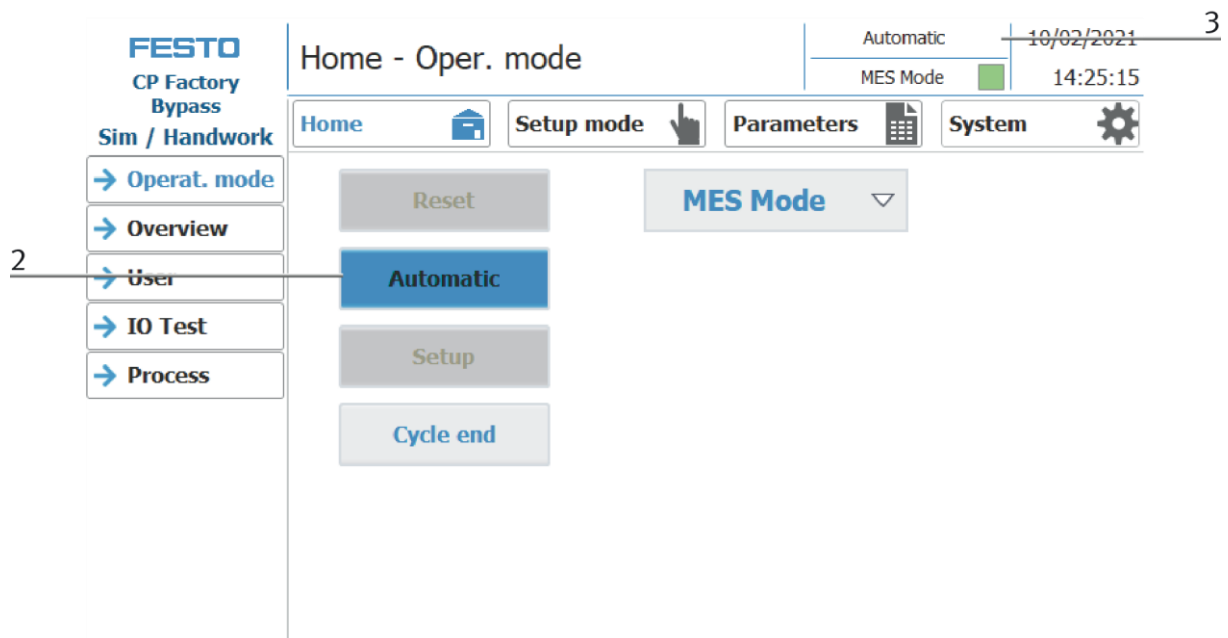 FESTO
CP Factory
Bypass
Sim / Handwork
Home - Oper. mode
Automatic
MES Mode
10/02/2021
14:25:15
3
Home
Setup mode
Parameters
System
Operat. mode
Overview
User
IO Test
Process
2
Reset
Automatic
Setup
Cycle end
MES Mode